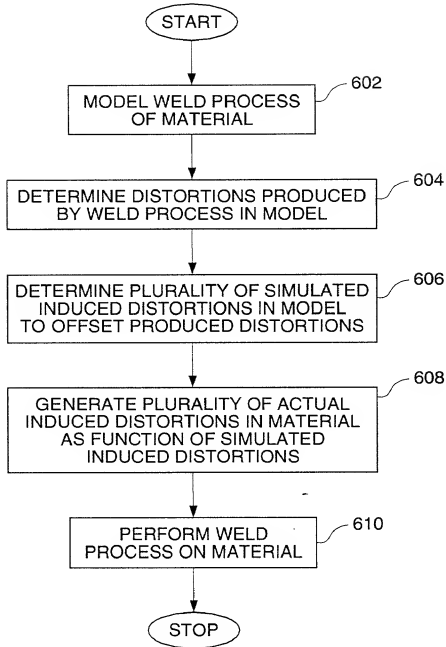 START
602
MODEL WELD PROCESS
OF MATERIAL
604
DETERMINE DISTORTIONS PRODUCED
BY WELD PROCESS IN MODEL
606
DETERMINE PLURALITY OF SIMULATED
INDUCED DISTORTIONS IN MODEL
TO OFFSET PRODUCED DISTORTIONS
608
GENERATE PLURALITY OF ACTUAL
INDUCED DISTORTIONS IN MATERIAL
AS FUNCTION OF SIMULATED
INDUCED DISTORTIONS
610
PERFORM WELD
PROCESS ON MATERIAL
STOP